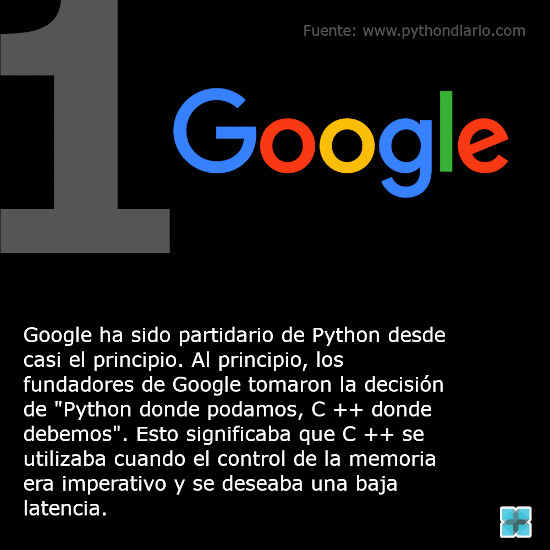 1
Fuente: www.pythondiario.com
Google
Google ha sido partidario de Python desde
casi el principio. Al principio, los
fundadores de Google tomaron la decisión
de "Python donde podamos, C ++ donde
debemos". Esto significaba que C ++ se
utilizaba cuando el control de la memoria
era imperativo y se deseaba una baja
latencia.